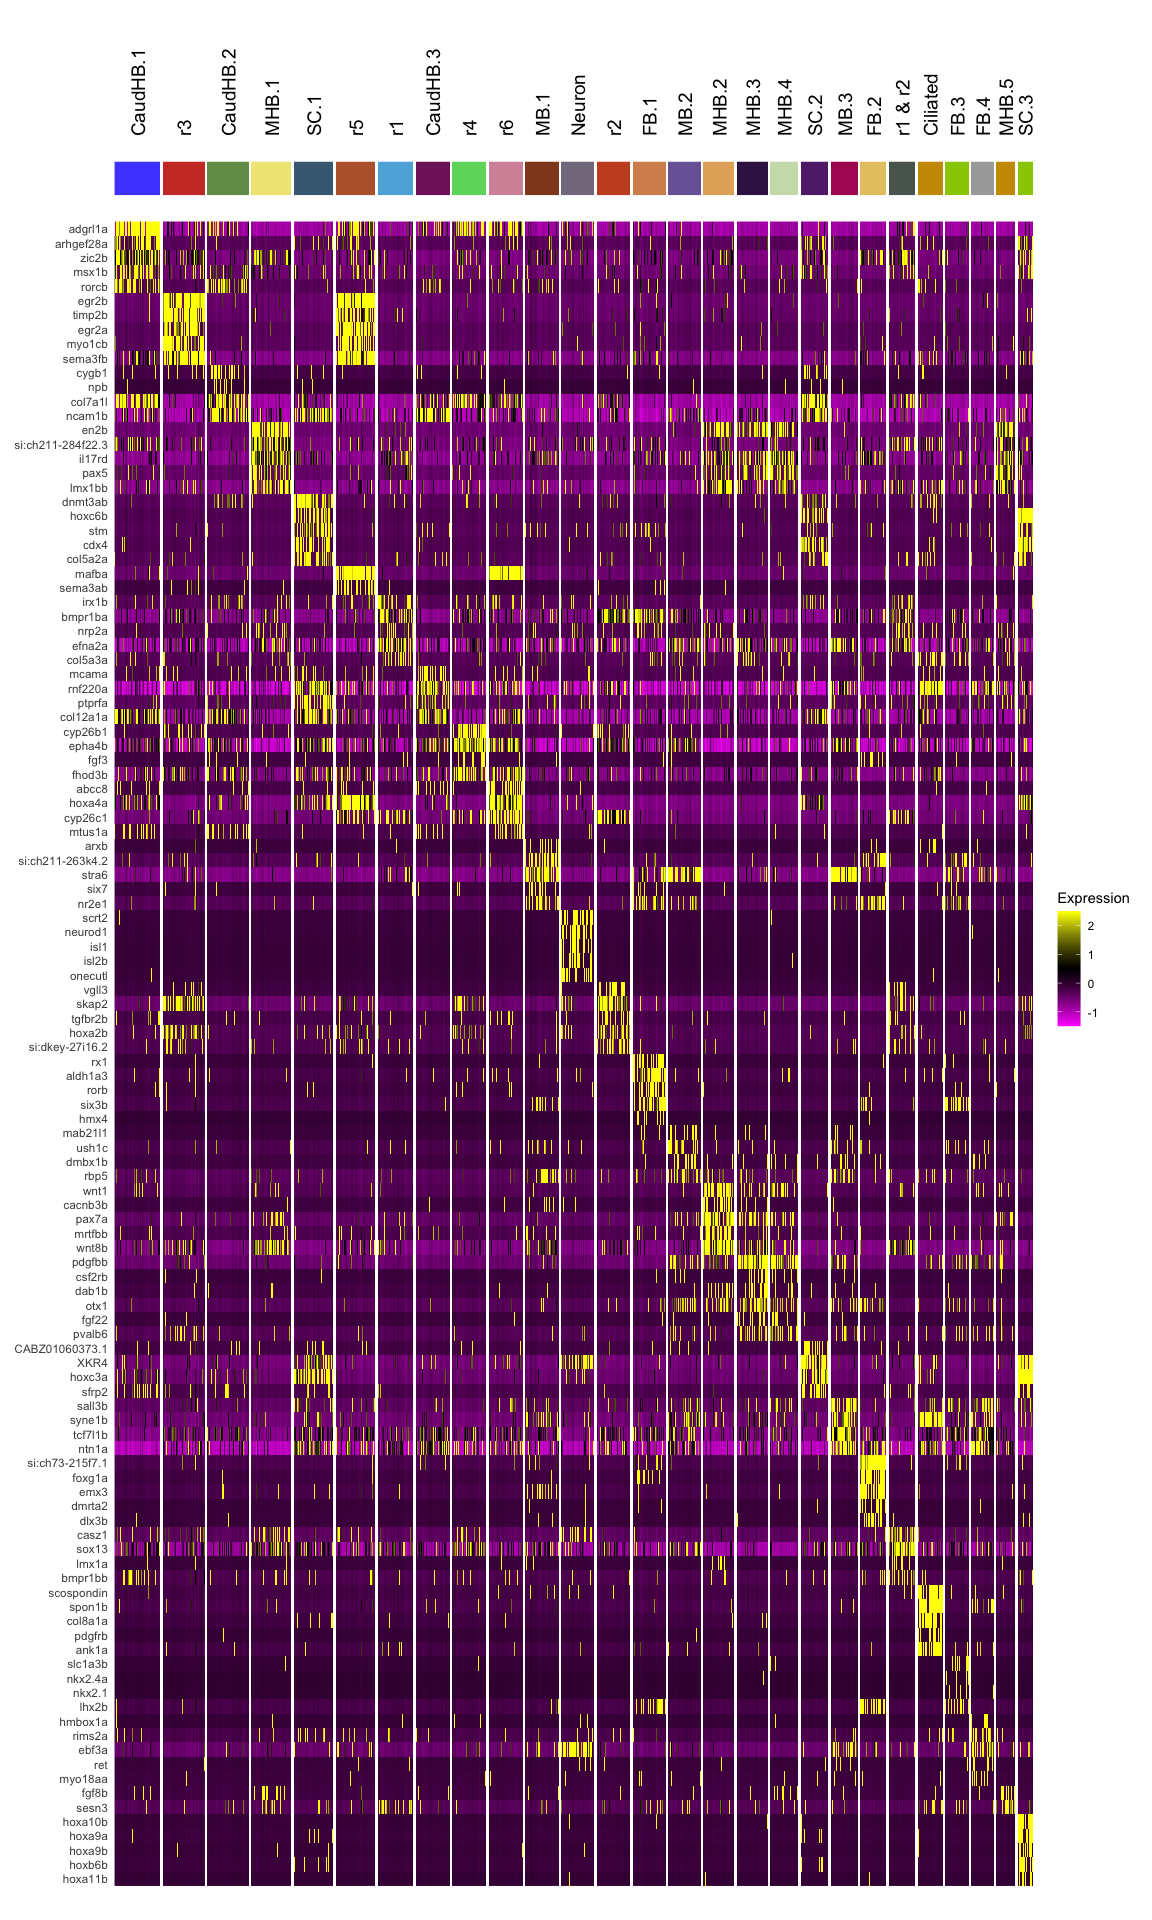 CaudHB.1
r3
CaudHB.2
MHB.1
SC.1
r5
r1
CaudHB.3
r4
r6
MB.1
Neuron
r2
FB.1
MB.2
MHB.2
MHB.3
MHB.4
SC.2
MB.3
FB.2
r1 & r2
Ciliated
FB.3
FB.4
MHB.5
SC.3
adgrl1a
arhgef28a
zic2b
msx1b
rorcb
egr2b
timp2b
egr2a
myo1cb
sema3fb
cygb1
npb
col7a1l
ncam1b
en2b
si:ch211-284f22.3
il17rd
pax5
lmx1bb
dnmt3ab
hoxc6b
stm
cdx4
col5a2a
mafba
sema3ab
irx1b
bmpr1ba
nrp2a
efna2a
col5a3a
mcama
rnf220a
ptprfa
col12a1a
cyp26b1
epha4b
fgf3
fhod3b
abcc8
hoxa4a
cyp26c1
mtus1a
arxb
si:ch211-263k4.2
stra6
six7
nr2e1
scrt2
neurod1
isl1
isl2b
onecutl
vgll3
skap2
tgfbr2b
hoxa2b
si:dkey-27i16.2
rx1
aldh1a3
rorb
six3b
hmx4
mab21l1
ush1c
dmbx1b
rbp5
wnt1
cacnb3b
pax7a
mrtfbb
wnt8b
pdgfbb
csf2rb
dab1b
otx1
fgf22
pvalb6
CABZ01060373.1
XKR4
hoxc3a
sfrp2
sall3b
syne1b
tcf7l1b
ntn1a
si:ch73-215f7.1
foxg1a
emx3
dmrta2
dlx3b
casz1
sox13
lmx1a
bmpr1bb
scospondin
spon1b
col8a1a
pdgfrb
ank1a
slc1a3b
nkx2.4a
nkx2.1
lhx2b
hmbox1a
rims2a
ebf3a
ret
myo18aa
fgf8b
sesn3
hoxa10b
hoxa9a
hoxa9b
hoxb6b
hoxa11b
Expression
2
1
0
-1